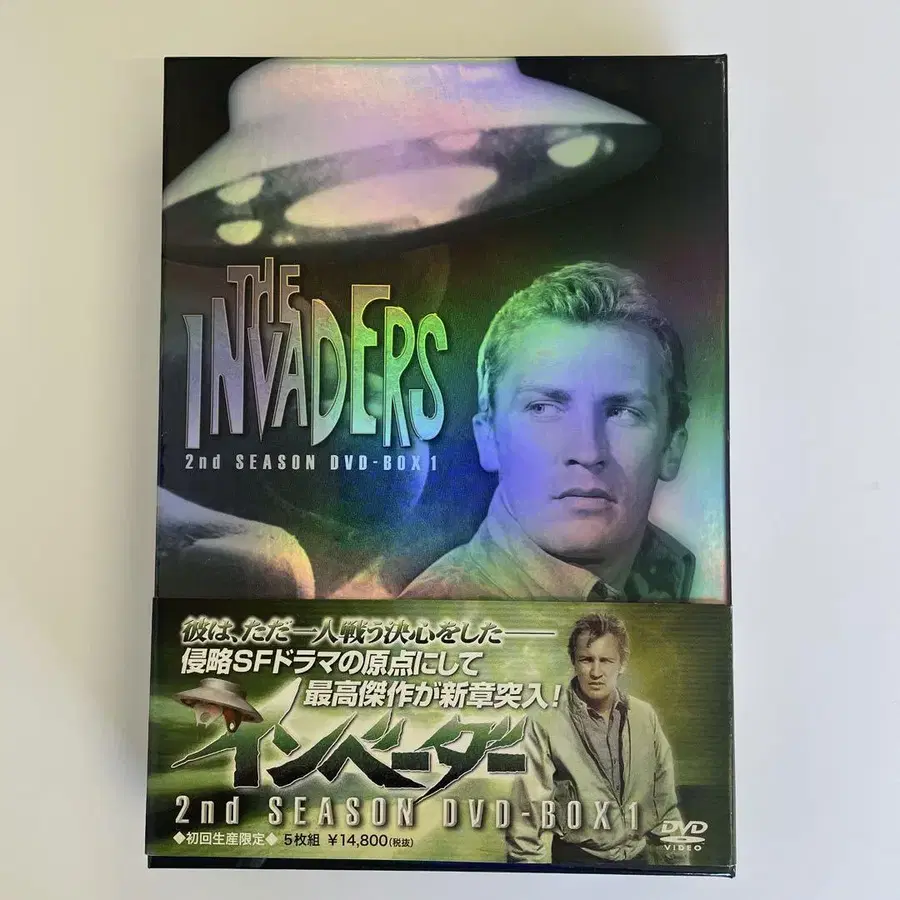 THE
INVADERS
2nd SEASON DVD-BOX 1
彼は、ただ一人戦う決心をした――
侵略SFドラマの原点にして
最高傑作が新章突入!
インベーダー
2nd SEASON DVD-BOX 1
◆初回生産限定◆ 5枚組 ¥14,800(税抜)
DVD
VIDEO